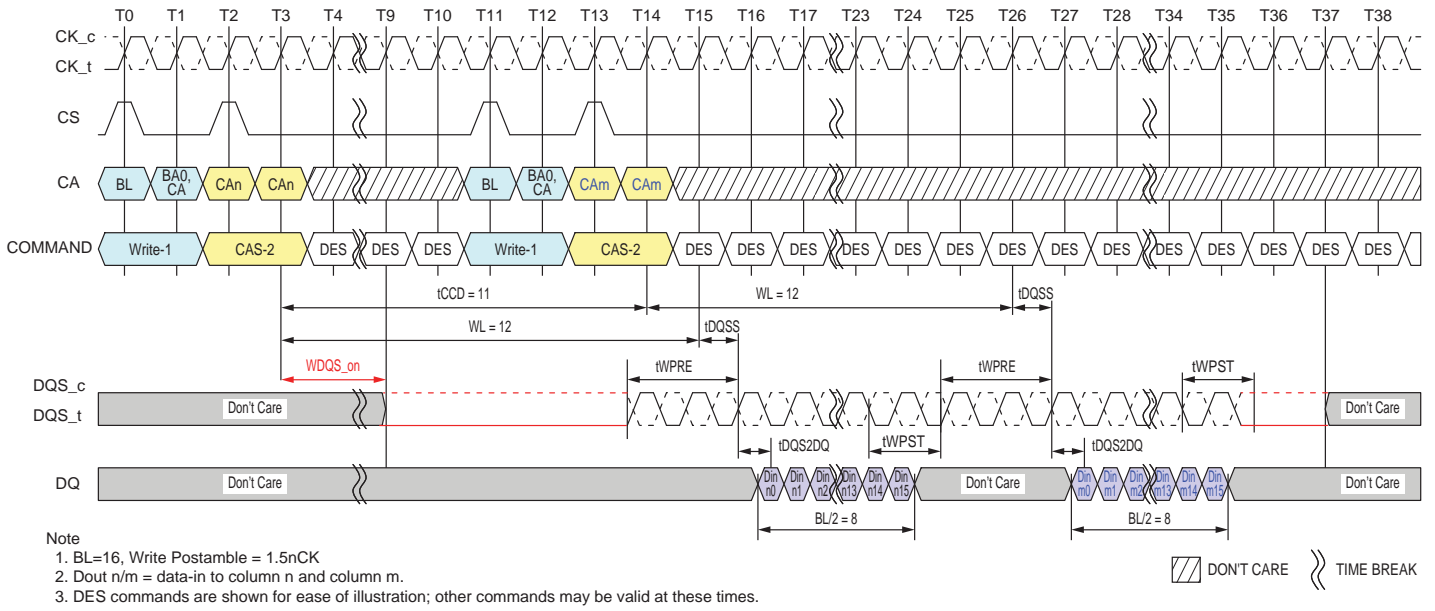 T0 T1 T2 T3 T4 T9 T10 T11 T12 T13 T14 T15 T16 T17 T23 T24 T25 T26 T27 T28 T34 T35 T36 T37 T38
CK_c
CK_t
CS
CA BL BA0, CA CAn CAn BL BA0, CA CAm CAm
COMMAND Write-1 CAS-2 DES DES DES Write-1 CAS-2 DES DES DES DES DES DES DES DES DES DES DES DES DES DES
tCCD = 11 WL = 12 tDQSS
WL = 12 tDQSS
WDQS_on tWPRE tWPRE tWPST
DQS_c
DQS_t Don't Care Don't Care
tDQS2DQ tWPST tDQS2DQ
DQ Don't Care Din n0 Din n1 Din n2 Din n13 Din n14 Din n15 Don't Care Din m0 Din m1 Din m2 Din m13 Din m14 Din m15 Don't Care
BL/2 = 8 BL/2 = 8
Note
1. BL=16, Write Postamble = 1.5nCK
2. Dout n/m = data-in to column n and column m.
3. DES commands are shown for ease of illustration; other commands may be valid at these times.
DON'T CARE TIME BREAK